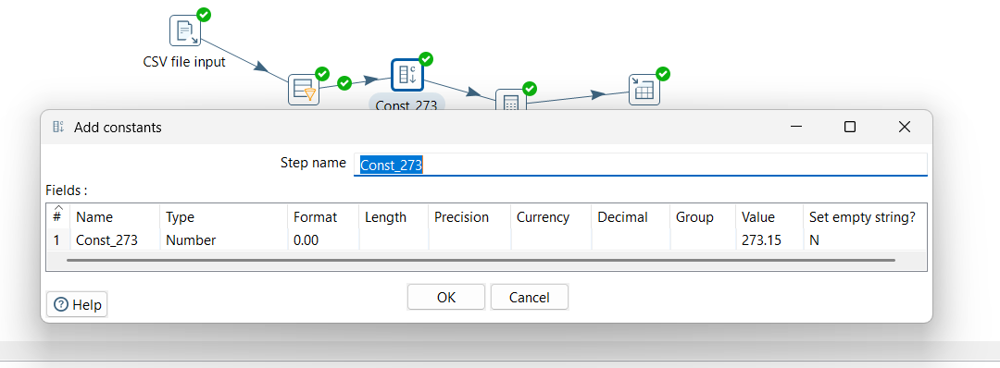 CSV file input
Const_273
Add constants
Step name Const_273
Fields :
# Name Type Format Length Precision Currency Decimal Group Value Set empty string?
1 Const_273 Number 0.00 273.15 N
OK Cancel
Help